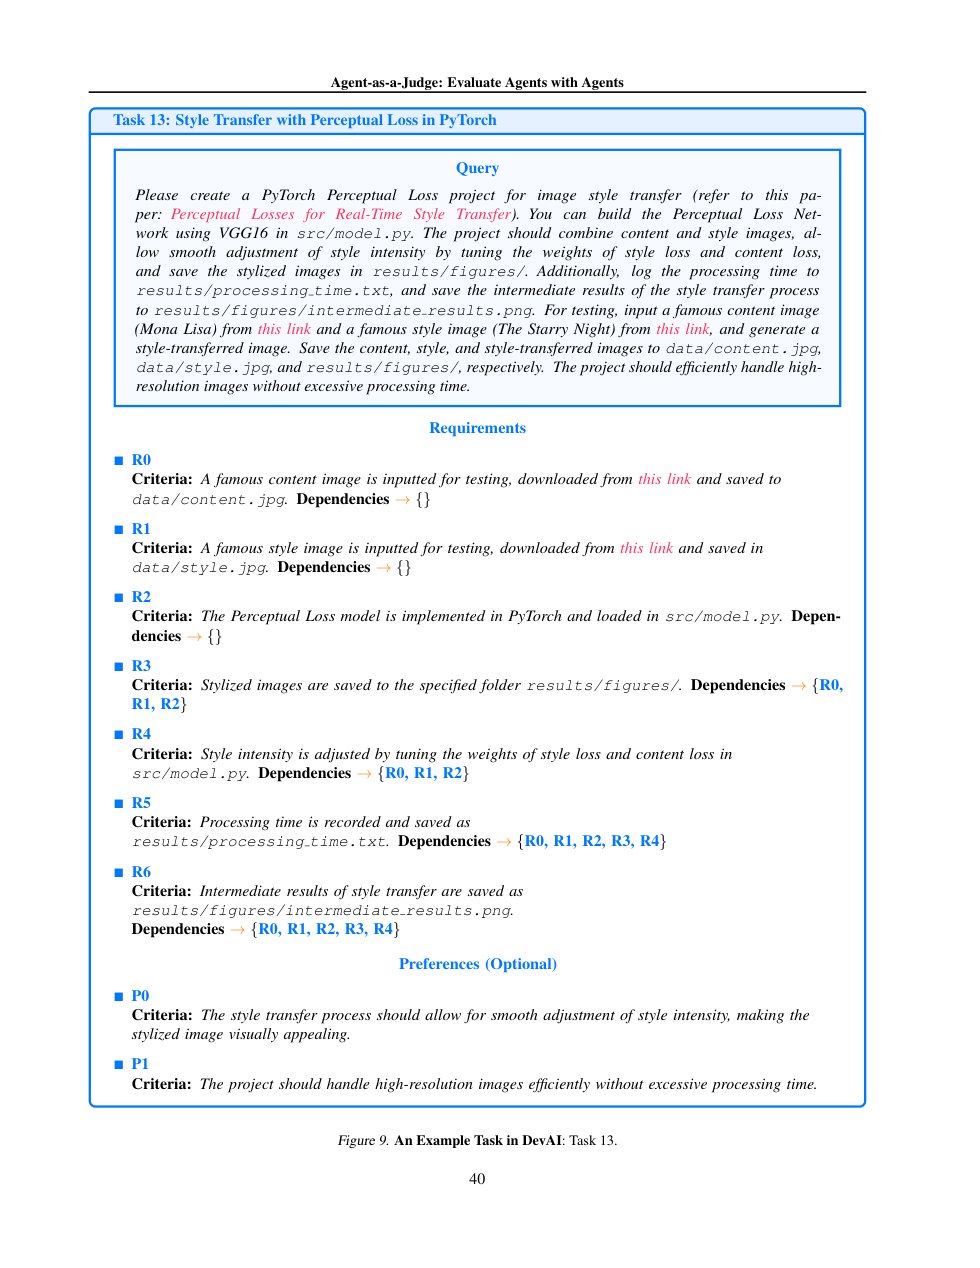 Agent-as-a-Judge: Evaluate Agents with Agents
Task 13: Style Transfer with Perceptual Loss in PyTorch
Query
Please create a PyTorch Perceptual Loss project for image style transfer (refer to this pa-
per: Perceptual Losses for Real-Time Style Transfer). You can build the Perceptual Loss Net-
work using VGG16 in src/model.py. The project should combine content and style images, al-
low smooth adjustment of style intensity by tuning the weights of style loss and content loss,
and save the stylized images in results/figures/. Additionally, log the processing time to
results/processing_time.txt, and save the intermediate results of the style transfer process
to results/figures/intermediate_results.png. For testing, input a famous content image
(Mona Lisa) from this link and a famous style image (The Starry Night) from this link, and generate a
style-transferred image. Save the content, style, and style-transferred images to data/content.jpg,
data/style.jpg, and results/figures/, respectively. The project should efficiently handle high-
resolution images without excessive processing time.
Requirements
■ R0
Criteria: A famous content image is inputted for testing, downloaded from this link and saved to
data/content.jpg. Dependencies → {}
■ R1
Criteria: A famous style image is inputted for testing, downloaded from this link and saved in
data/style.jpg. Dependencies → {}
■ R2
Criteria: The Perceptual Loss model is implemented in PyTorch and loaded in src/model.py. Depen-
dencies → {}
■ R3
Criteria: Stylized images are saved to the specified folder results/figures/. Dependencies → {R0,
R1, R2}
■ R4
Criteria: Style intensity is adjusted by tuning the weights of style loss and content loss in
src/model.py. Dependencies → {R0, R1, R2}
■ R5
Criteria: Processing time is recorded and saved as
results/processing_time.txt. Dependencies → {R0, R1, R2, R3, R4}
■ R6
Criteria: Intermediate results of style transfer are saved as
results/figures/intermediate_results.png.
Dependencies → {R0, R1, R2, R3, R4}
Preferences (Optional)
■ P0
Criteria: The style transfer process should allow for smooth adjustment of style intensity, making the
stylized image visually appealing.
■ P1
Criteria: The project should handle high-resolution images efficiently without excessive processing time.
Figure 9. An Example Task in DevAI: Task 13.
40